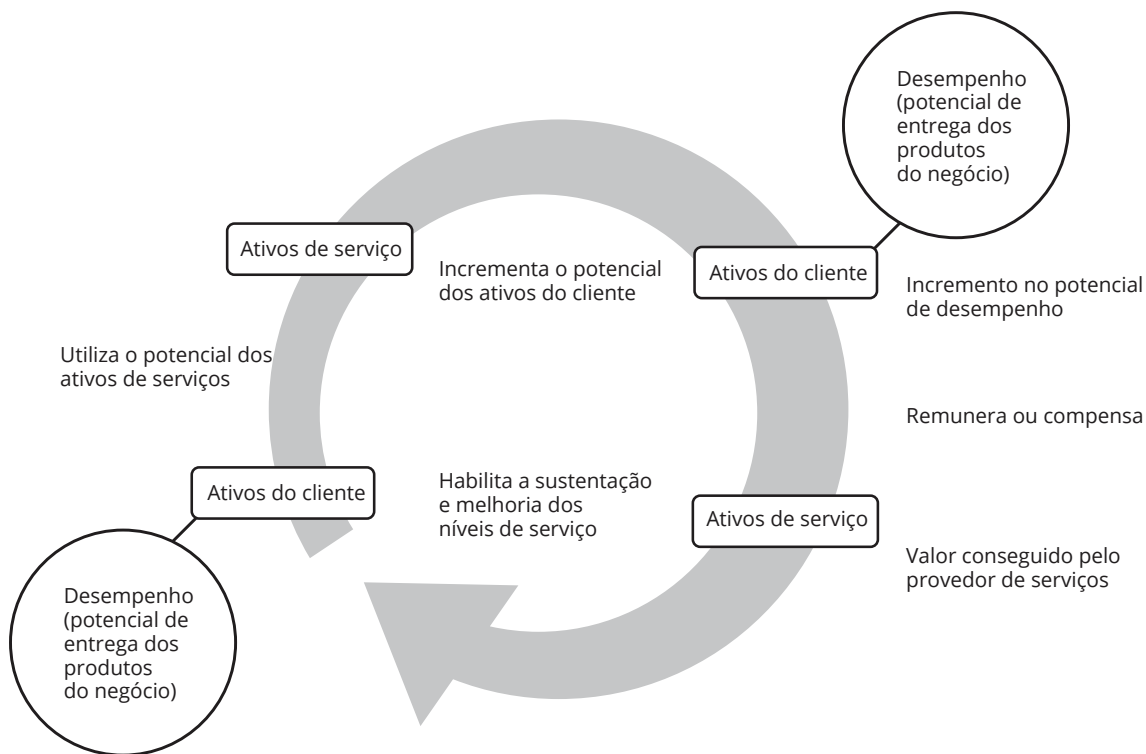 Desempenho
(potencial de
entrega dos
produtos
do negócio)
Ativos de serviço
Incrementa o potencial
dos ativos do cliente
Ativos do cliente
Incremento no potencial
de desempenho
Utiliza o potencial dos
ativos de serviços
Remunera ou compensa
Ativos do cliente
Habilita a sustentação
e melhoria dos
níveis de serviço
Ativos de serviço
Valor conseguido pelo
provedor de serviços
Desempenho
(potencial de
entrega dos
produtos
do negócio)